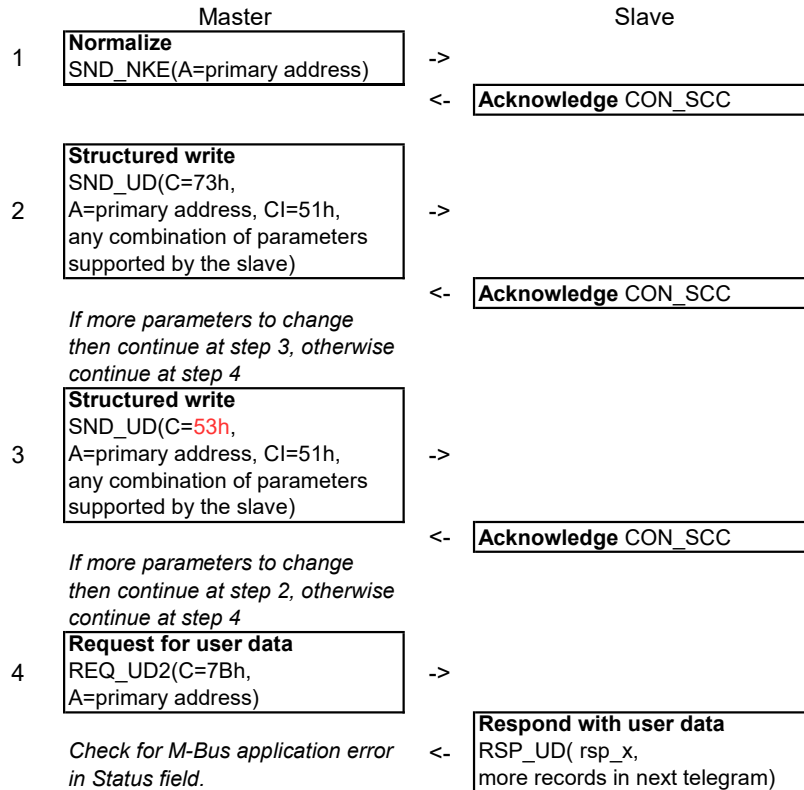 Master Slave
Normalize
1 SND_NKE(A=primary address) ->
<- Acknowledge CON_SCC
Structured write
SND_UD(C=73h,
2 A=primary address, CI=51h, ->
any combination of parameters
supported by the slave)
<- Acknowledge CON_SCC
If more parameters to change
then continue at step 3, otherwise
continue at step 4
Structured write
SND_UD(C=53h,
3 A=primary address, CI=51h, ->
any combination of parameters
supported by the slave)
<- Acknowledge CON_SCC
If more parameters to change
then continue at step 2, otherwise
continue at step 4
Request for user data
4 REQ_UD2(C=7Bh, ->
A=primary address)
Respond with user data
Check for M-Bus application error <- RSP_UD( rsp_x,
in Status field. more records in next telegram)